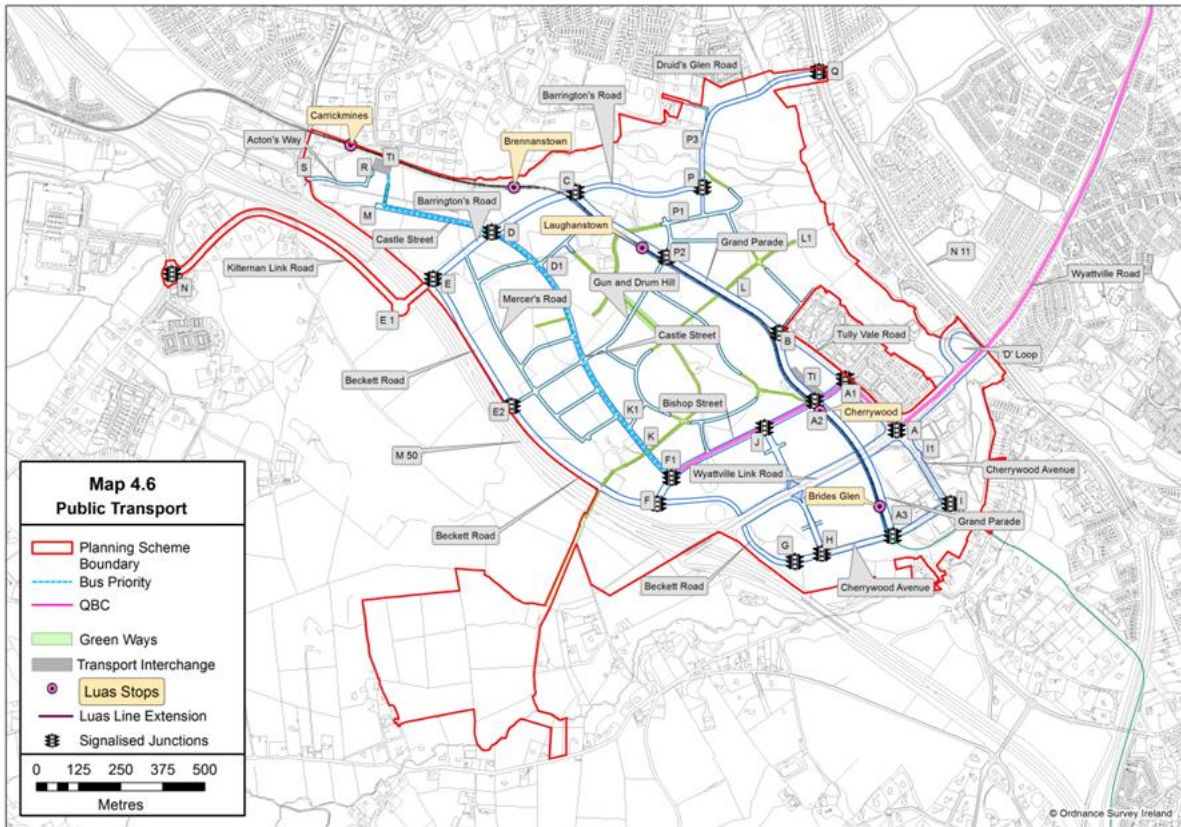 Druid's Glen Road
Q
Barrington's Road
Carrickmines
Acton's Way
TI
Brennanstown
R
S
P3
C
P
Barrington's Road
M
P1
D
Laughanstown
Castle Street
P2
Grand Parade
L1
N 11
D1
Wyattville Road
Kilternan Link Road
N
E
Gun and Drum Hill
L
E 1
Mercer's Road
Castle Street
B
Tully Vale Road
'D' Loop
Beckett Road
TI
A1
E2
K1
Bishop Street
A2
Cherrywood
K
J
A
M 50
F1
I1
Wyattville Link Road
Cherrywood Avenue
F
Brides Glen
I
Grand Parade
A3
Beckett Road
G
H
Beckett Road
Cherrywood Avenue
Map 4.6
Public Transport
Planning Scheme
Boundary
Bus Priority
QBC
Green Ways
Transport Interchange
Luas Stops
Luas Line Extension
Signalised Junctions
0 125 250 375 500
Metres
© Ordnance Survey Ireland